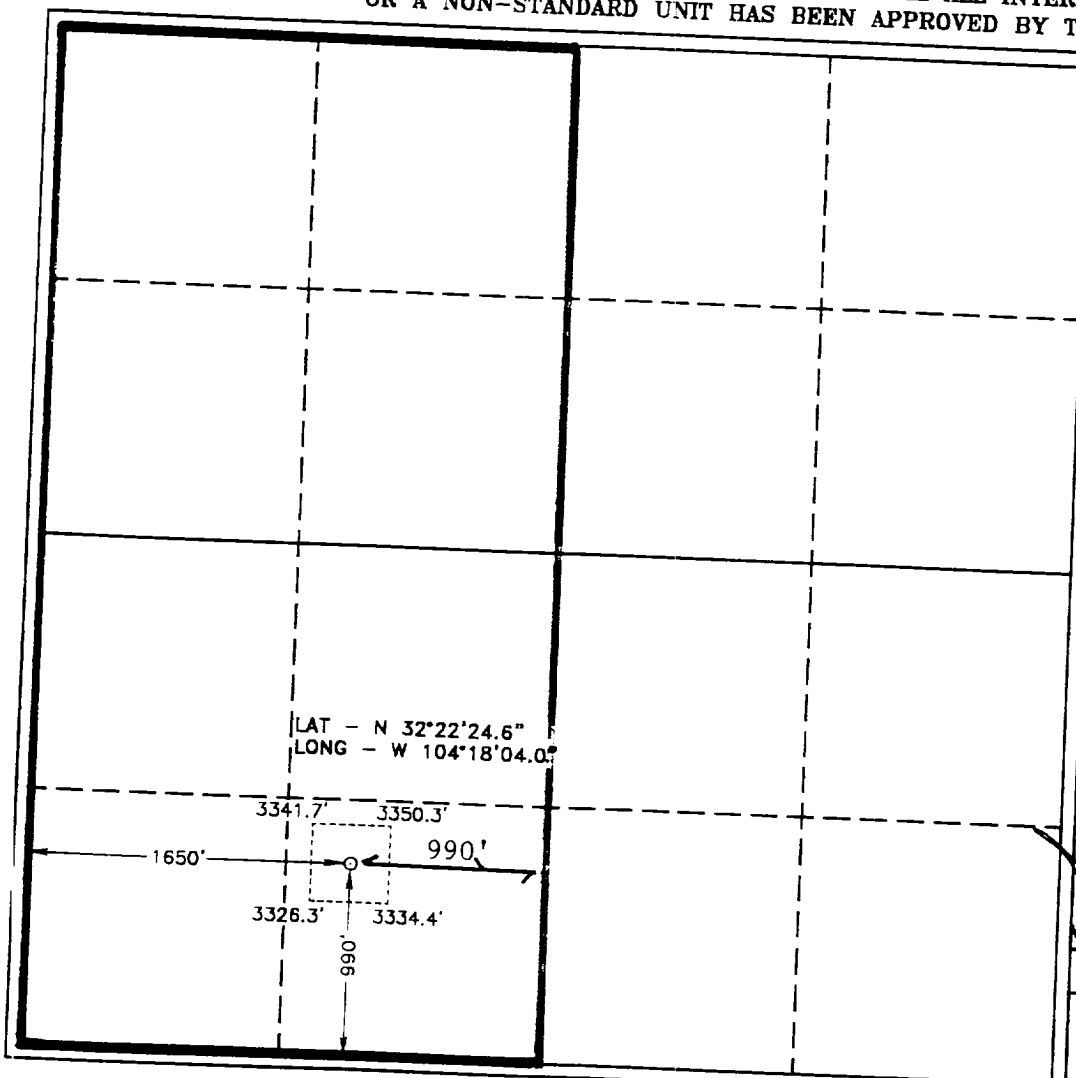 OR A NON-STANDARD UNIT HAS BEEN APPROVED BY T
LAT - N 32°22'24.6"
LONG - W 104°18'04.0"
3341.7' 3350.3'
1650' 990'
3326.3' 3334.4'
990'